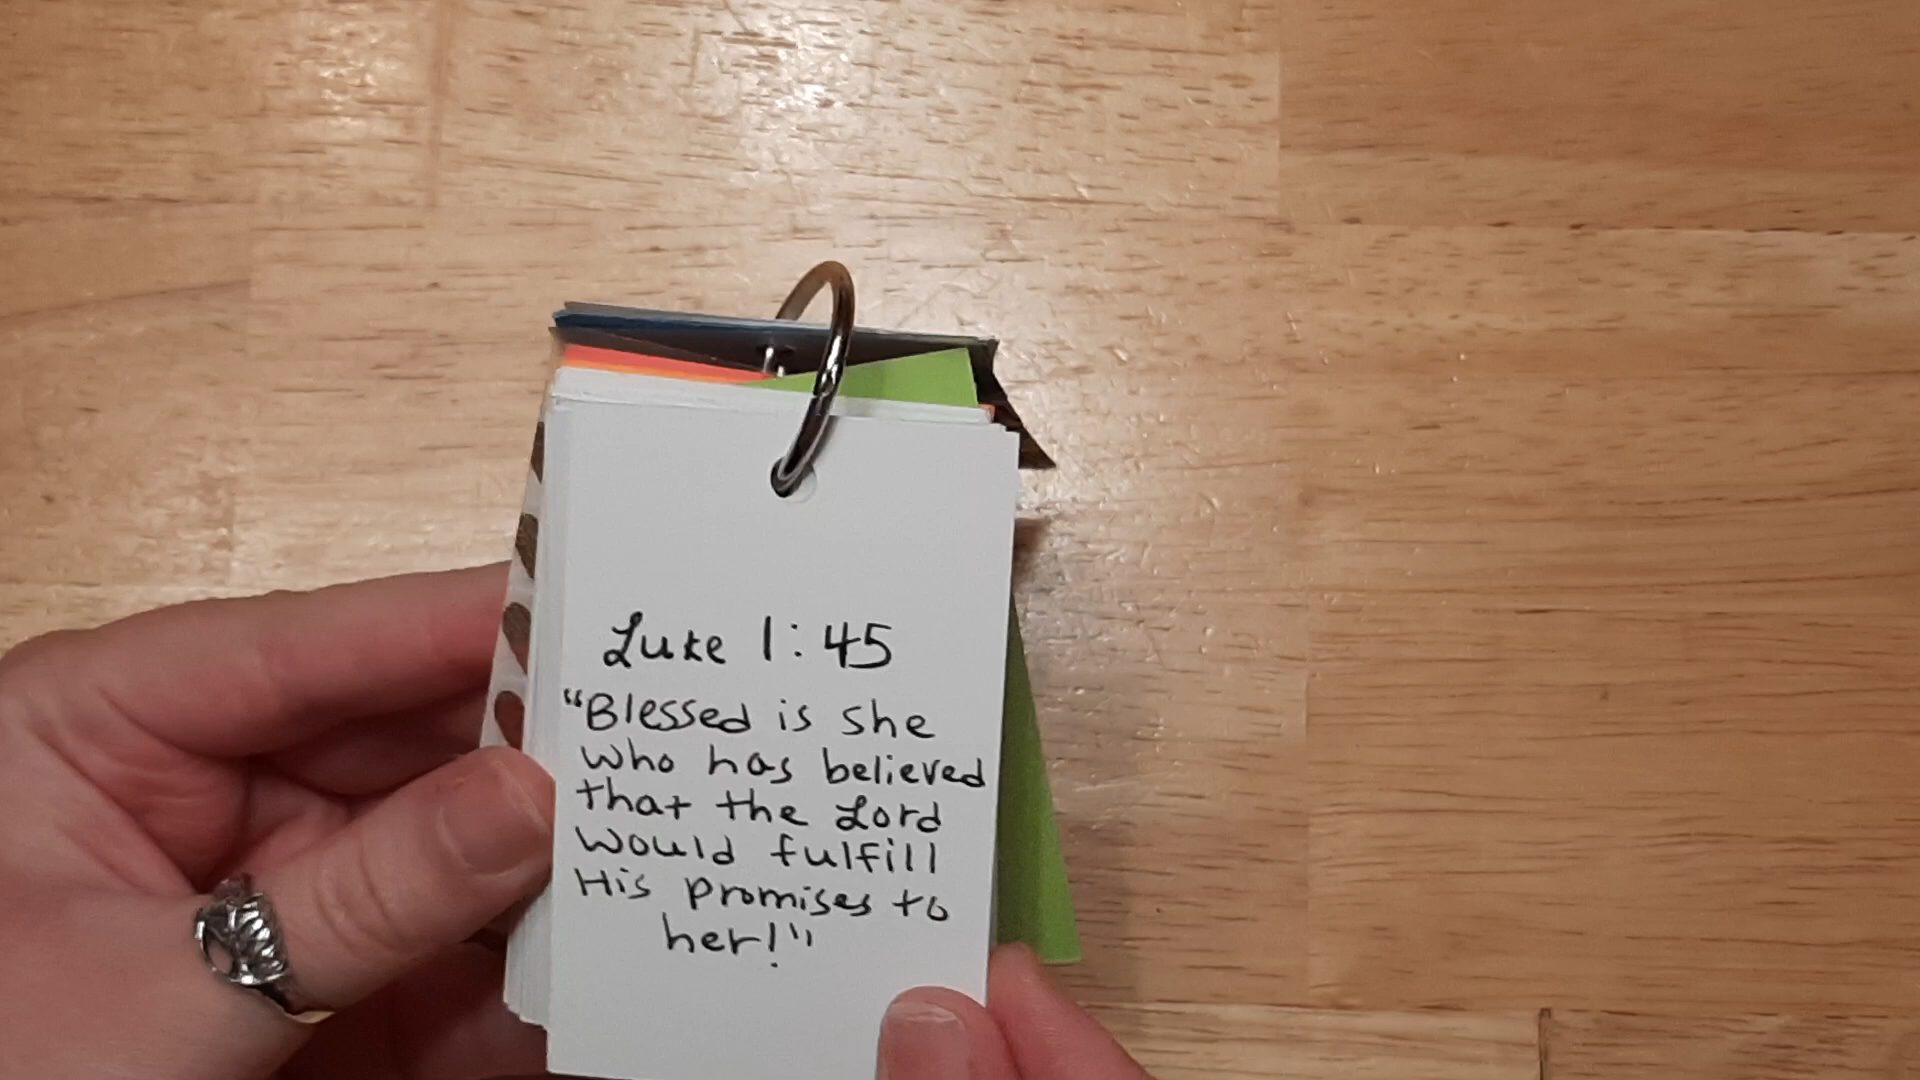 Luke 1:45
"Blessed is she
who has believed
that the Lord
would fulfill
His promises to
her!"